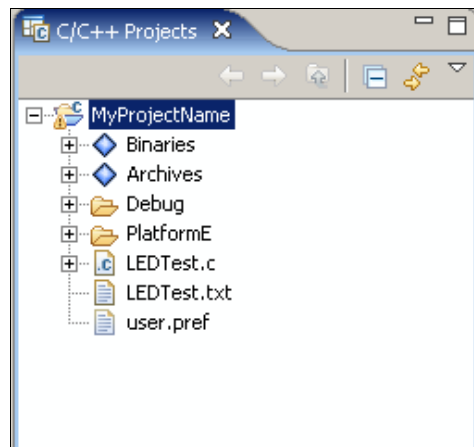 C/C++ Projects
MyProjectName
Binaries
Archives
Debug
PlatformE
.c LEDTest.c
LEDTest.txt
user.pref